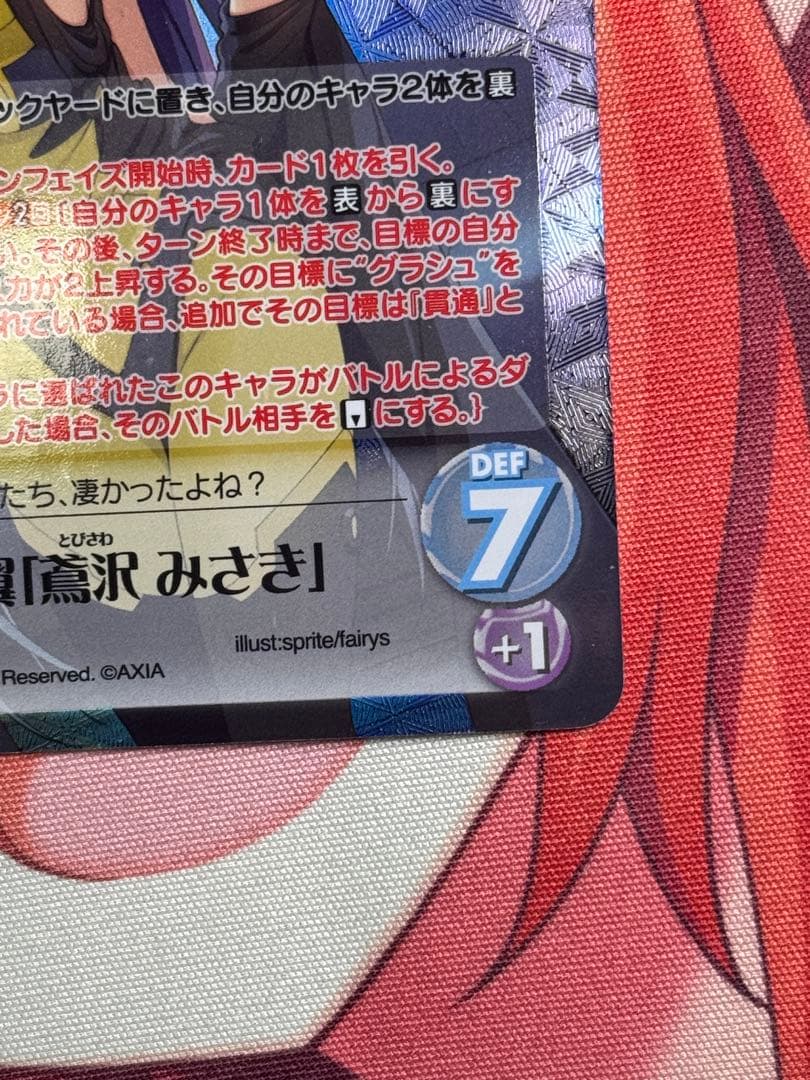 ックヤードに置き、自分のキャラ2体を裏
ンフェイズ開始時、カード1枚を引く。
2回〔自分のキャラ1体を表から裏にす
い。その後、ターン終了時まで、目標の自分
力が2上昇する。その目標に"グラシュ"を
れている場合、追加でその目標は『貫通』と
に選ばれたこのキャラがバトルによるダ
した場合、そのバトル相手を▼にする。}
たち、凄かったよね?
とびさわ
翼「鳶沢 みさき」
DEF
7
+1
illust:sprite/fairys
Reserved. ©AXIA